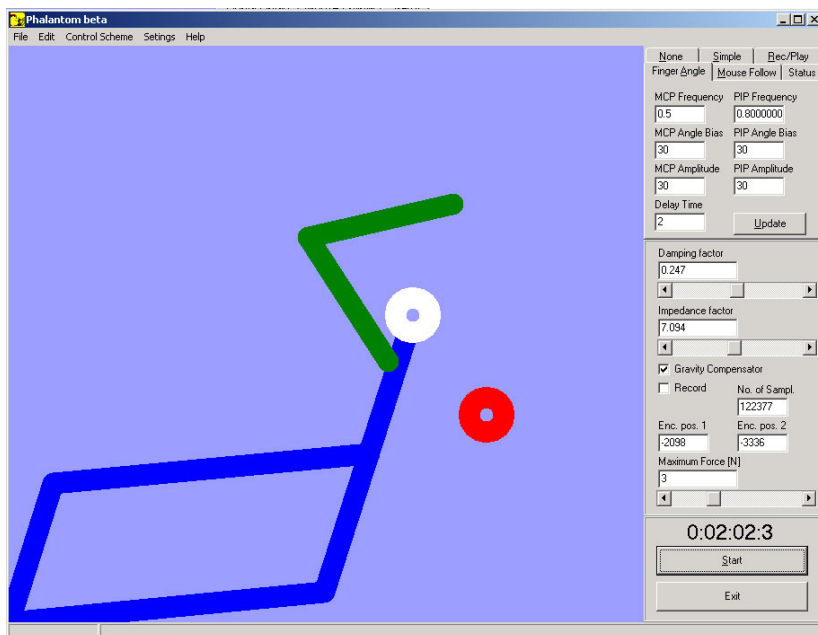 Phalantom beta
File Edit Control Scheme Setings Help
None Simple Rec/Play
Finger Angle Mouse Follow Status
MCP Frequency PIP Frequency
0.5 0.8000000
MCP Angle Bias PIP Angle Bias
30 30
MCP Amplitude PIP Amplitude
30 30
Delay Time
2 Update
Damping factor
0.247
Impedance factor
7.094
Gravity Compensator
Record No. of Sampl.
122377
Enc. pos. 1 Enc. pos. 2
-2098 -3336
Maximum Force [N]
3
0:02:02:3
Start
Exit